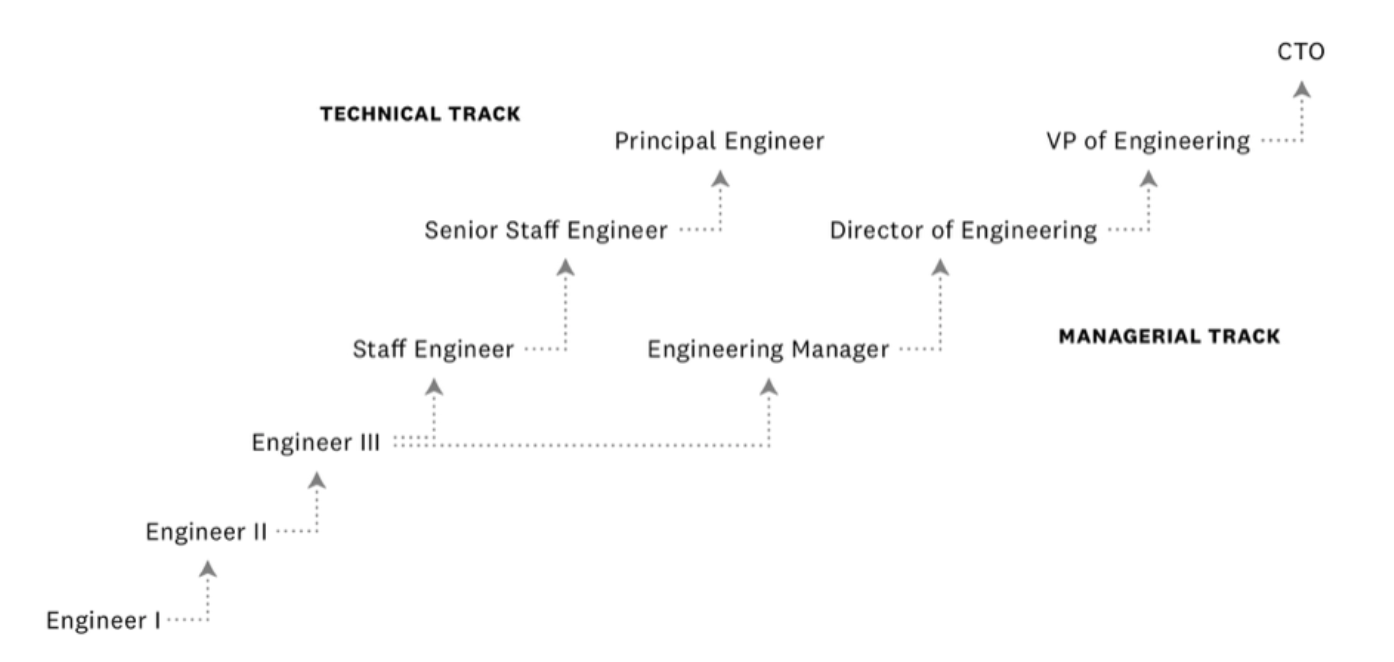 CTO
TECHNICAL TRACK
Principal Engineer
VP of Engineering
Senior Staff Engineer
Director of Engineering
MANAGERIAL TRACK
Staff Engineer
Engineering Manager
Engineer III
Engineer II
Engineer I